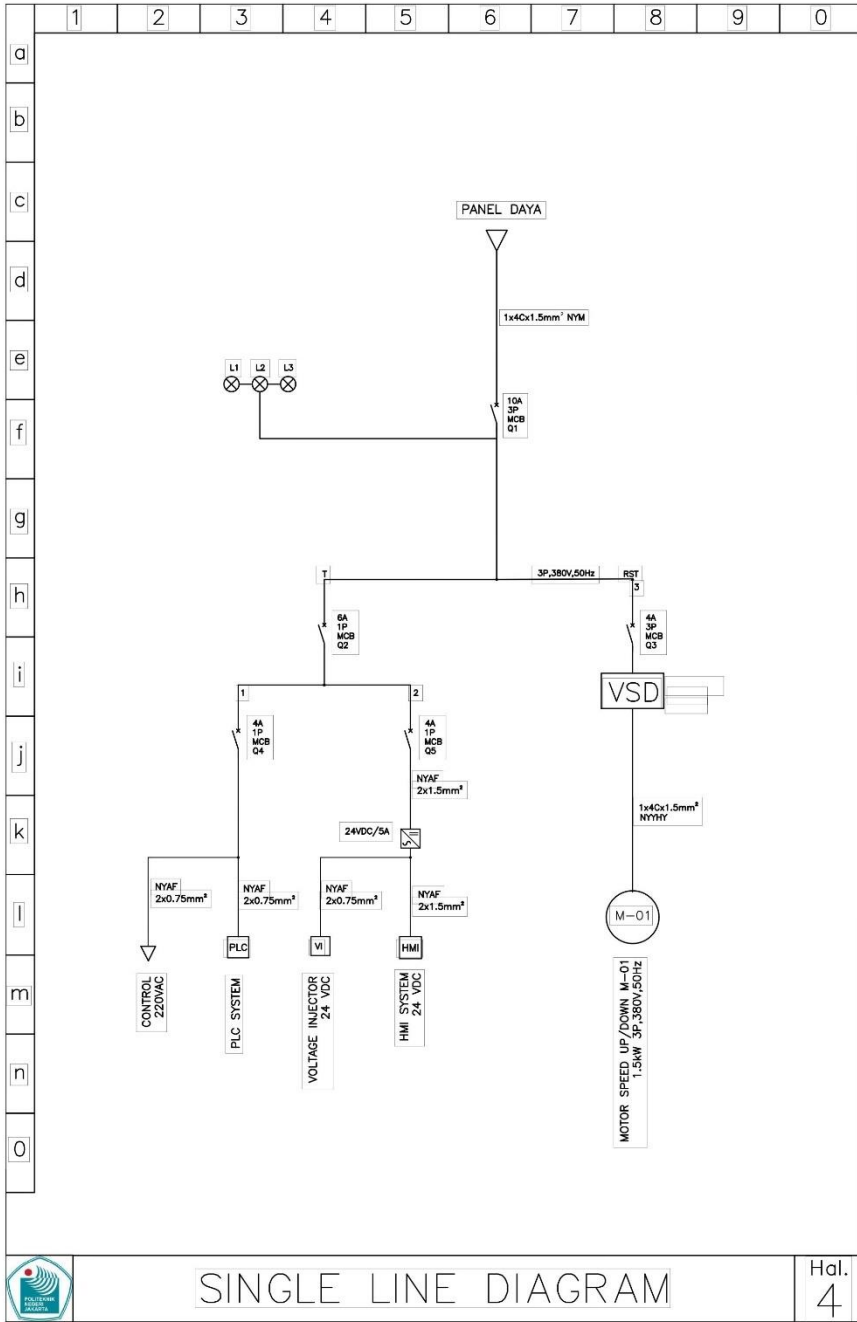 1 2 3 4 5 6 7 8 9 0
a
b
c
d
e
f
g
h
i
j
k
l
m
n
0
PANEL DAYA
1x4Cx1.5mm² NYM
L1 L2 L3
10A
3P
MCB
Q1
T
3P,380V,50Hz
RST
3
6A
1P
MCB
Q2
4A
3P
MCB
Q3
1
2
VSD
4A
1P
MCB
Q4
4A
1P
MCB
Q5
NYAF
2x1.5mm²
24VDC/5A
1x4Cx1.5mm²
NYYHY
NYAF
2x0.75mm²
NYAF
2x0.75mm²
NYAF
2x0.75mm²
NYAF
2x1.5mm²
PLC
VI
HMI
M-01
CONTROL
220VAC
PLC SYSTEM
VOLTAGE INJECTOR
24 VDC
HMI SYSTEM
24 VDC
MOTOR SPEED UP/DOWN M-01
1.5kW 3P,380V,50Hz
POLITEKNIK
NEGERI
JAKARTA
SINGLE LINE DIAGRAM
Hal.
4